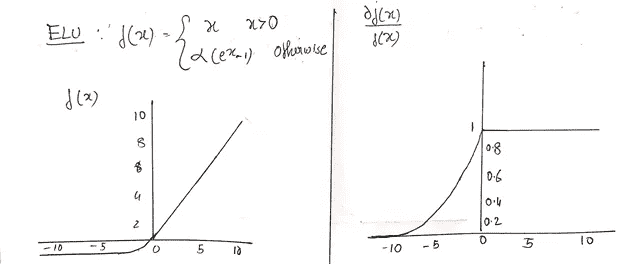 ELU :· f(x) = { x x>0
α(e^x-1) otherwise
f(x)
10
8
6
4
2
-10 -5 0 5 10
∂f(x)
f(x)
1
0.8
0.6
0.4
0.2
-10 -5 0 5 10